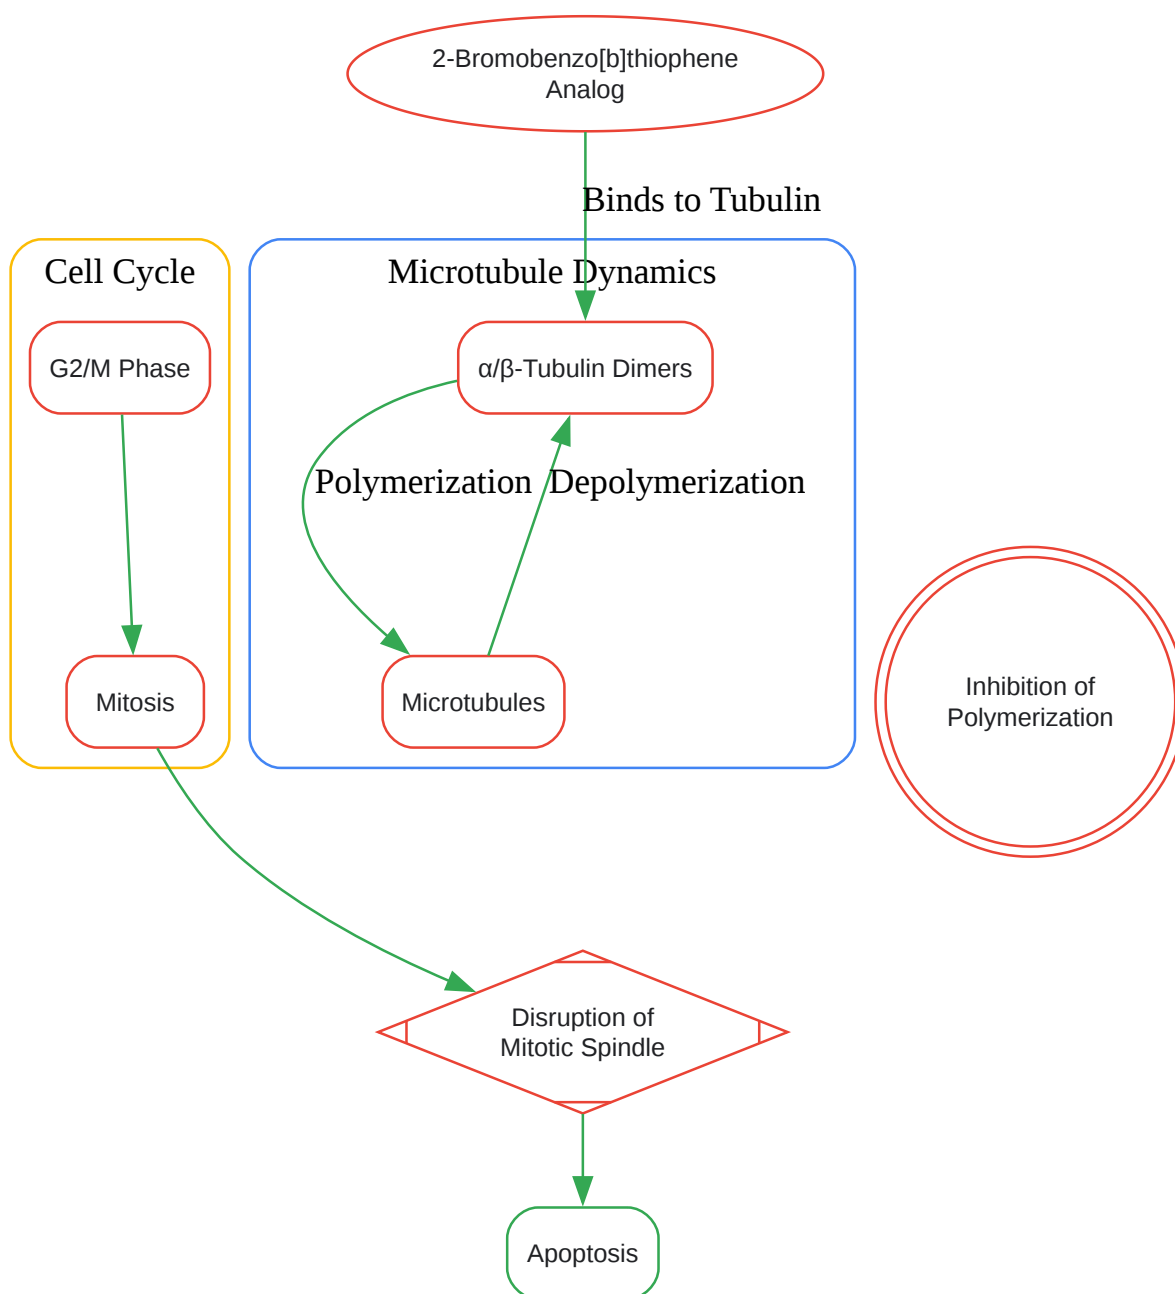 2-Bromobenzo[b]thiophene
Analog
Binds to Tubulin
Cell Cycle
Microtubule Dynamics
G2/M Phase
α/β-Tubulin Dimers
Polymerization
Depolymerization
Mitosis
Microtubules
Inhibition of
Polymerization
Disruption of
Mitotic Spindle
Apoptosis